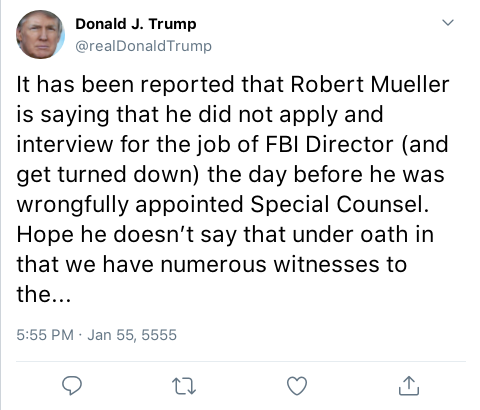 Donald J. Trump
@realDonaldTrump
It has been reported that Robert Mueller
is saying that he did not apply and
interview for the job of FBI Director (and
get turned down) the day before he was
wrongfully appointed Special Counsel.
Hope he doesn’t say that under oath in
that we have numerous witnesses to
the...
5:55 PM · Jan 55, 5555